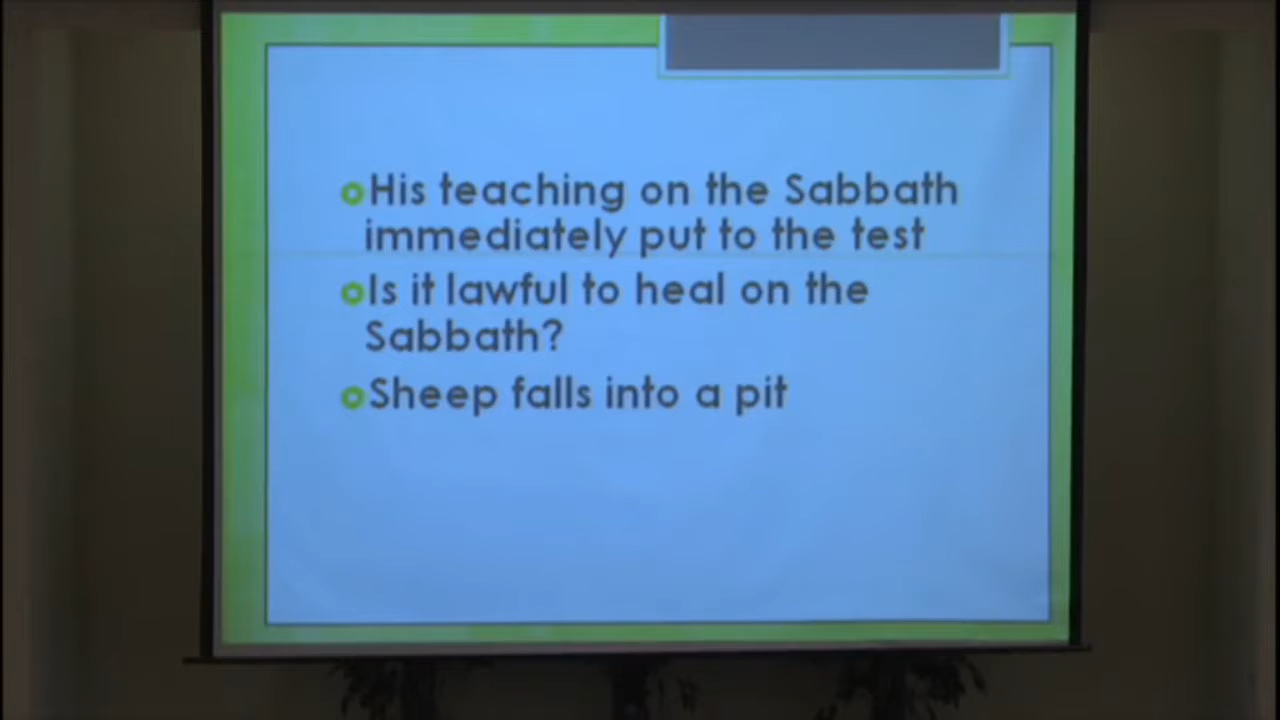 His teaching on the Sabbath
immediately put to the test
Is it lawful to heal on the
Sabbath?
Sheep falls into a pit